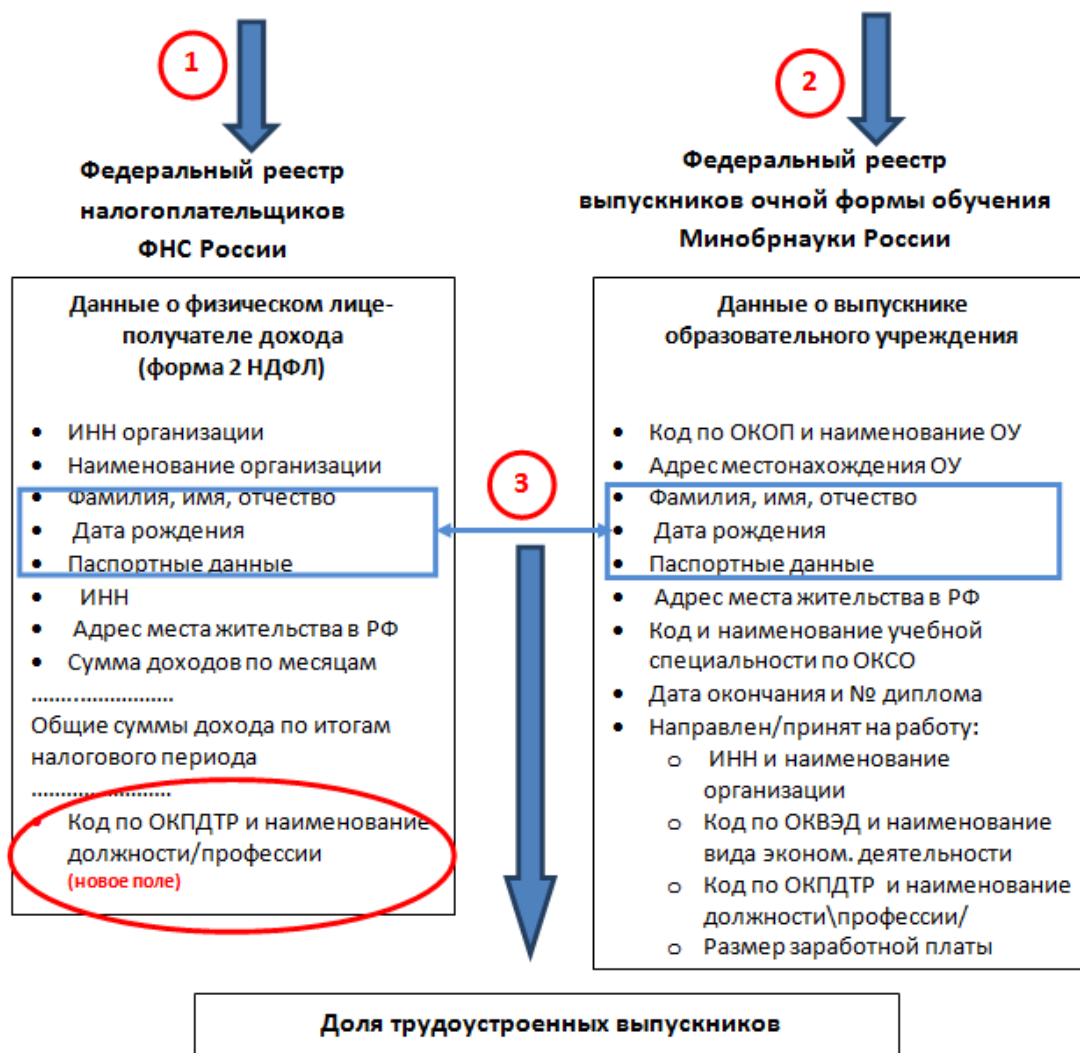 1
Федеральный реестр
налогоплательщиков
ФНС России
Данные о физическом лице-
получателе дохода
(форма 2 НДФЛ)
• ИНН организации
• Наименование организации
• Фамилия, имя, отчество
• Дата рождения
• Паспортные данные
• ИНН
• Адрес места жительства в РФ
• Сумма доходов по месяцам
........................
Общие суммы дохода по итогам
налогового периода
........................
• Код по ОКПДТР и наименование
должности/профессии
(новое поле)
2
Федеральный реестр
выпускников очной формы обучения
Минобрнауки России
Данные о выпускнике
образовательного учреждения
• Код по ОКОП и наименование ОУ
• Адрес местонахождения ОУ
• Фамилия, имя, отчество
• Дата рождения
• Паспортные данные
• Адрес места жительства в РФ
• Код и наименование учебной
специальности по ОКСО
• Дата окончания и № диплома
• Направлен/принят на работу:
o ИНН и наименование
организации
o Код по ОКВЭД и наименование
вида эконом. деятельности
o Код по ОКПДТР и наименование
должности\профессии/
o Размер заработной платы
3
Доля трудоустроенных выпускников